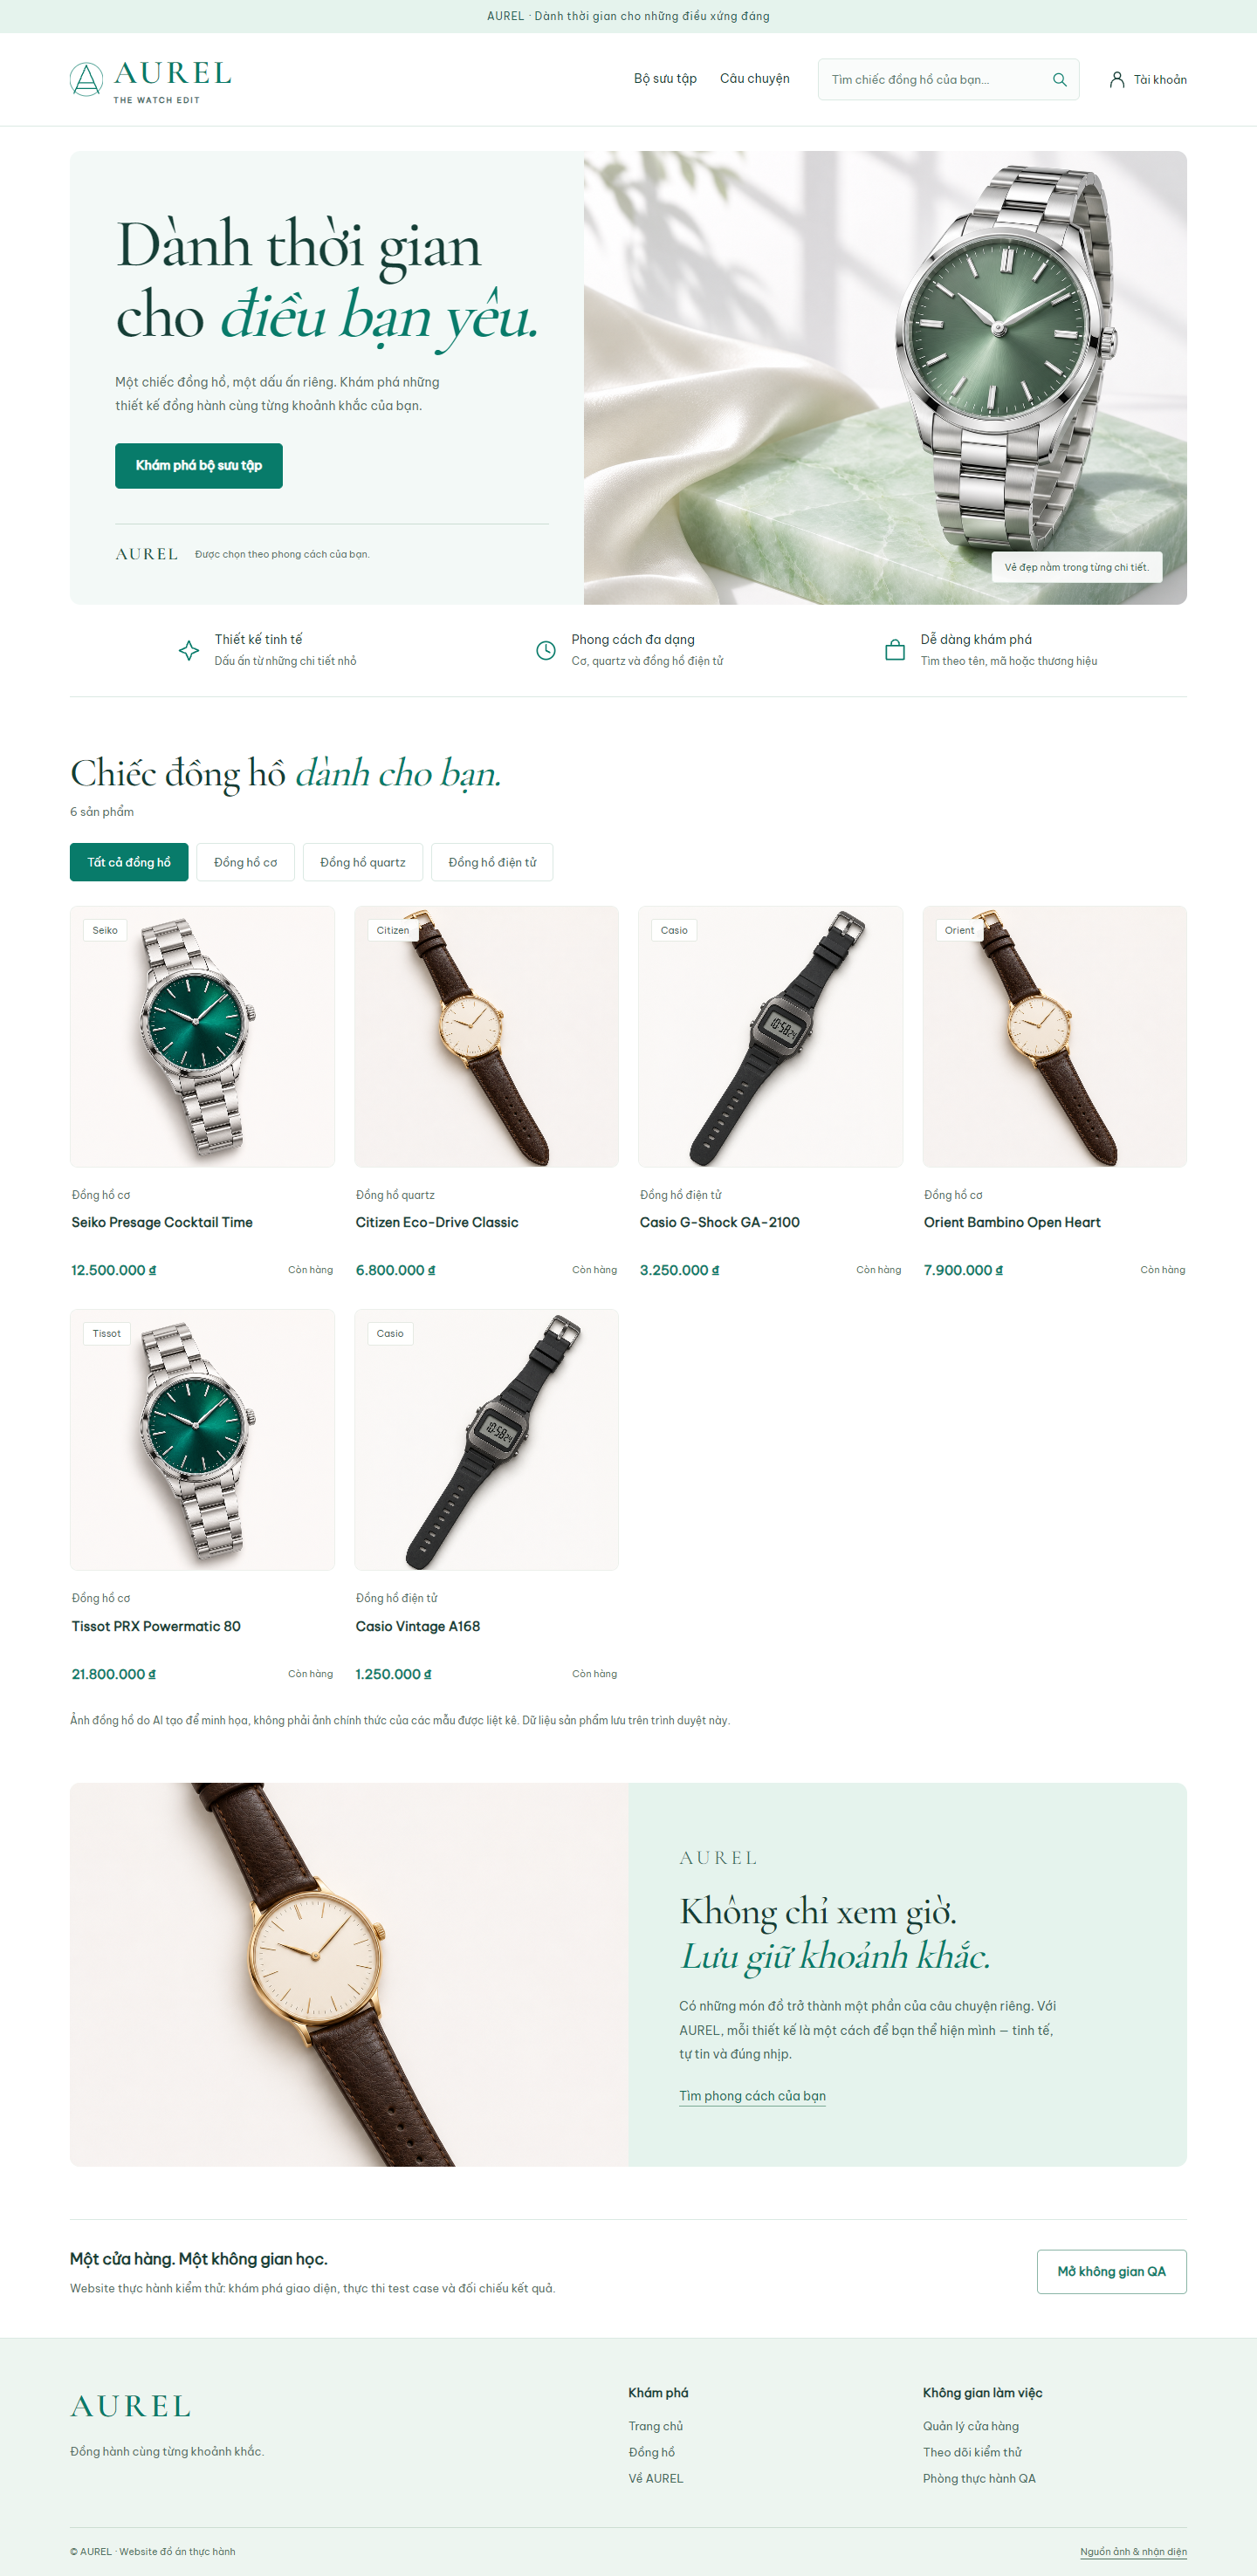 AUREL · Dành thời gian cho những điều xứng đáng
AUREL
THE WATCH EDIT
Bộ sưu tập
Câu chuyện
Tìm chiếc đồng hồ của bạn...
Tài khoản
Dành thời gian
cho điều bạn yêu.
Một chiếc đồng hồ, một dấu ấn riêng. Khám phá những
thiết kế đồng hành cùng từng khoảnh khắc của bạn.
Khám phá bộ sưu tập
AUREL
Được chọn theo phong cách của bạn.
Vẻ đẹp nằm trong từng chi tiết.
Thiết kế tinh tế
Dấu ấn từ những chi tiết nhỏ
Phong cách đa dạng
Cơ, quartz và đồng hồ điện tử
Dễ dàng khám phá
Tìm theo tên, mã hoặc thương hiệu
Chiếc đồng hồ dành cho bạn.
6 sản phẩm
Tất cả đồng hồ
Đồng hồ cơ
Đồng hồ quartz
Đồng hồ điện tử
Seiko
Citizen
Casio
10:58 24
Orient
Đồng hồ cơ
Seiko Presage Cocktail Time
12.500.000 ₫
Còn hàng
Đồng hồ quartz
Citizen Eco-Drive Classic
6.800.000 ₫
Còn hàng
Đồng hồ điện tử
Casio G-Shock GA-2100
3.250.000 ₫
Còn hàng
Đồng hồ cơ
Orient Bambino Open Heart
7.900.000 ₫
Còn hàng
Tissot
Casio
10:58 24
Đồng hồ cơ
Tissot PRX Powermatic 80
21.800.000 ₫
Còn hàng
Đồng hồ điện tử
Casio Vintage A168
1.250.000 ₫
Còn hàng
Ảnh đồng hồ do AI tạo để minh họa, không phải ảnh chính thức của các mẫu được liệt kê. Dữ liệu sản phẩm lưu trên trình duyệt này.
AUREL
Không chỉ xem giờ.
Lưu giữ khoảnh khắc.
Có những món đồ trở thành một phần của câu chuyện riêng. Với
AUREL, mỗi thiết kế là một cách để bạn thể hiện mình — tinh tế,
tự tin và đúng nhịp.
Tìm phong cách của bạn
Một cửa hàng. Một không gian học.
Website thực hành kiểm thử: khám phá giao diện, thực thi test case và đối chiếu kết quả.
Mở không gian QA
AUREL
Đồng hành cùng từng khoảnh khắc.
Khám phá
Trang chủ
Đồng hồ
Về AUREL
Không gian làm việc
Quản lý cửa hàng
Theo dõi kiểm thử
Phòng thực hành QA
© AUREL · Website đồ án thực hành
Nguồn ảnh & nhận diện